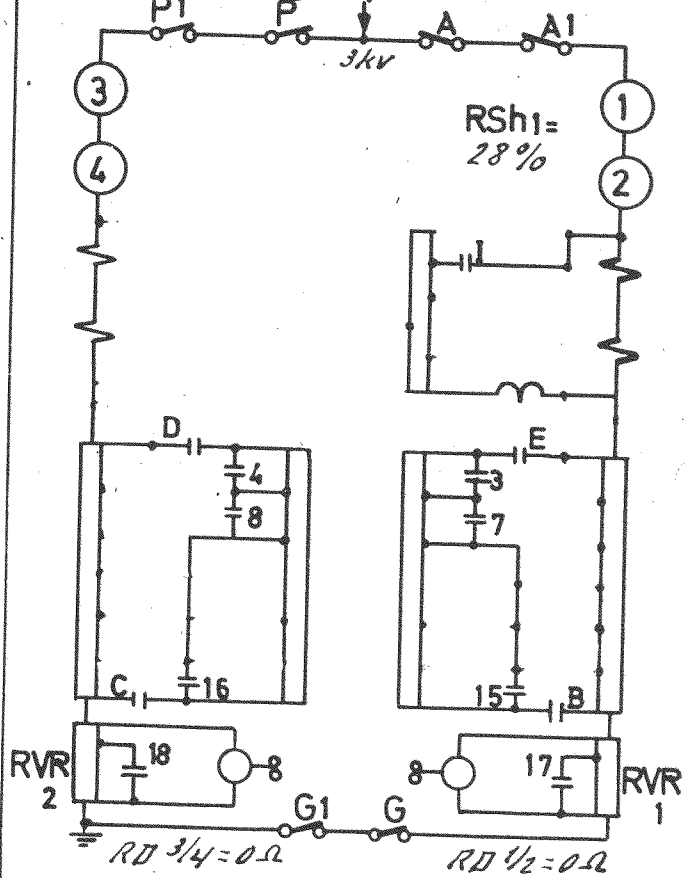 P1 P A A1
3kv
3 1
RSh1=
28%
4 2
I
D E
4 3
8 7
C 16 15 B
18 8 8 17
RVR 2
RVR 1
G1 G
RD 3/4=0Ω
RD 1/2=0Ω